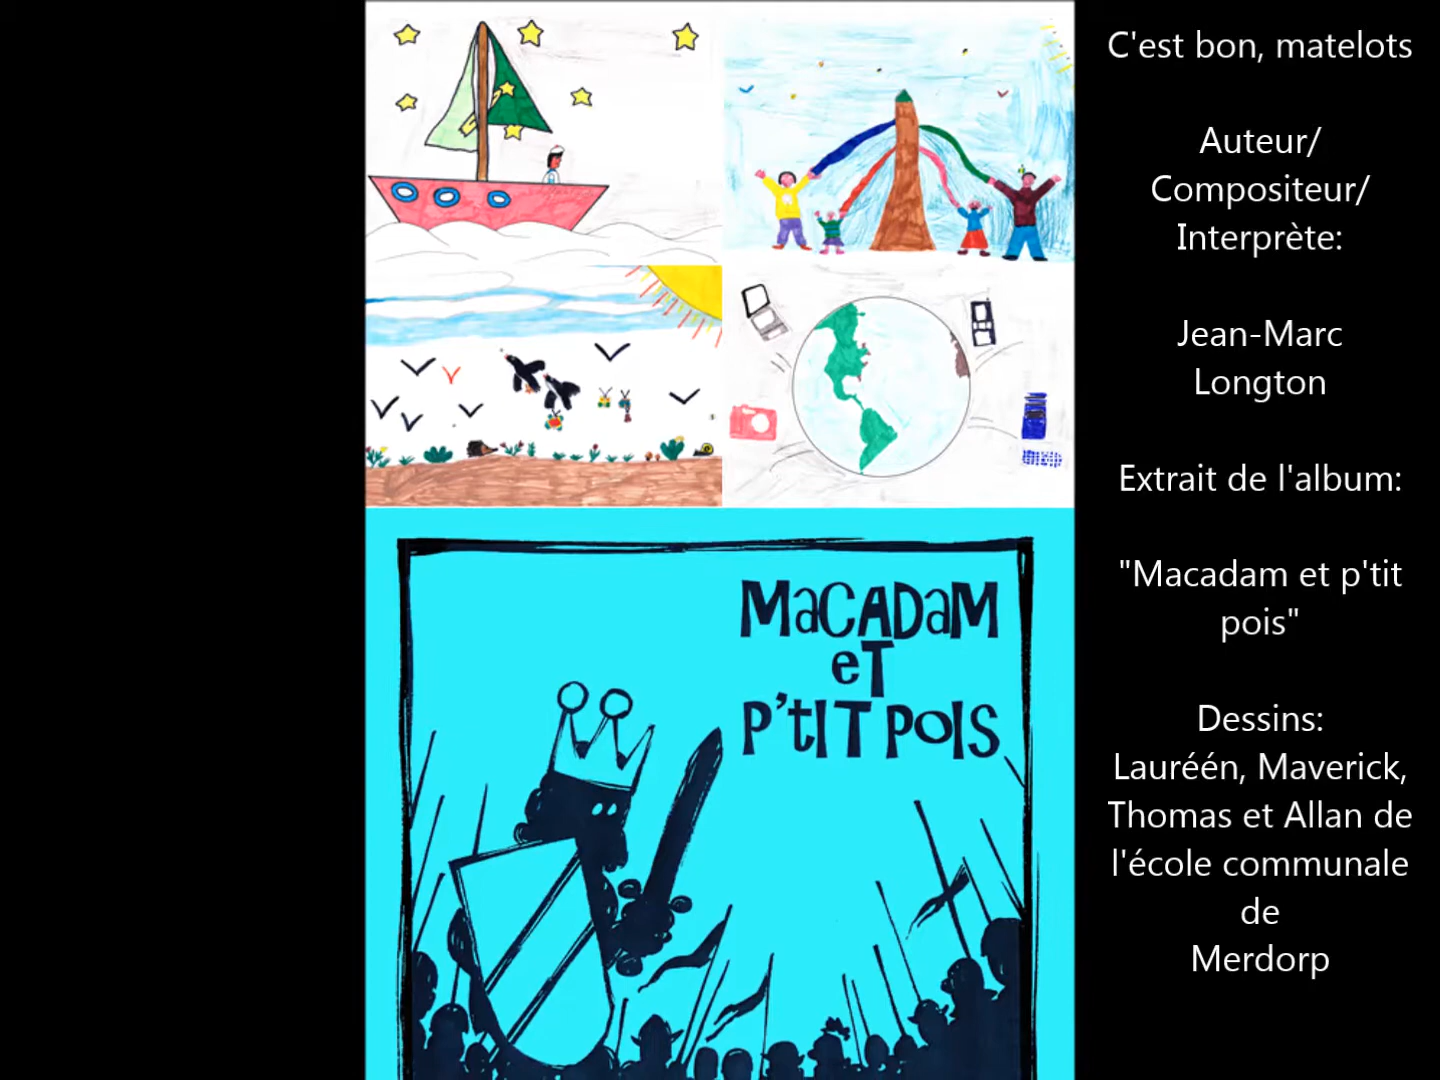 C'est bon, matelots
Auteur/
Compositeur/
Interprète:
Jean-Marc
Longton
Extrait de l'album:
"Macadam et p'tit
pois"
Dessins:
Lauréén, Maverick,
Thomas et Allan de
l'école communale
de
Merdorp
MaCADaM
eT
P'tIT POIS